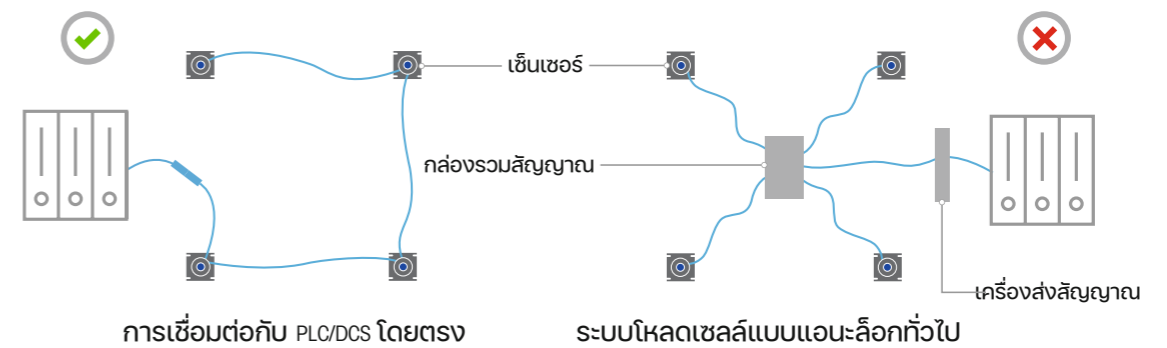 เซ็นเซอร์
กล่องรวมสัญญาณ
เครื่องส่งสัญญาณ
การเชื่อมต่อกับ PLC/DCS โดยตรง
ระบบโหลดเซลล์แบบแอนะล็อกทั่วไป